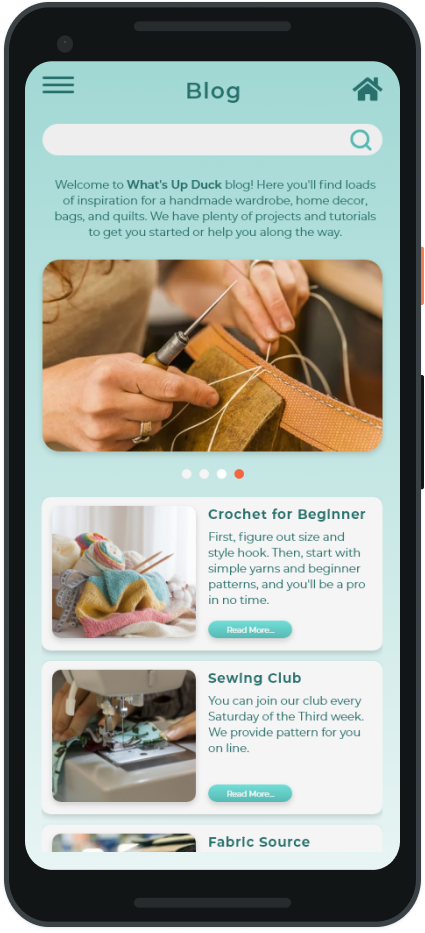 Blog
Welcome to What's Up Duck blog! Here you'll find loads
of inspiration for a handmade wardrobe, home decor,
bags, and quilts. We have plenty of projects and tutorials
to get you started or help you along the way.
Crochet for Beginner
First, figure out size and
style hook. Then, start with
simple yarns and beginner
patterns, and you'll be a pro
in no time.
Read More...
Sewing Club
You can join our club every
Saturday of the Third week.
We provide pattern for you
on line.
Read More...
Fabric Source